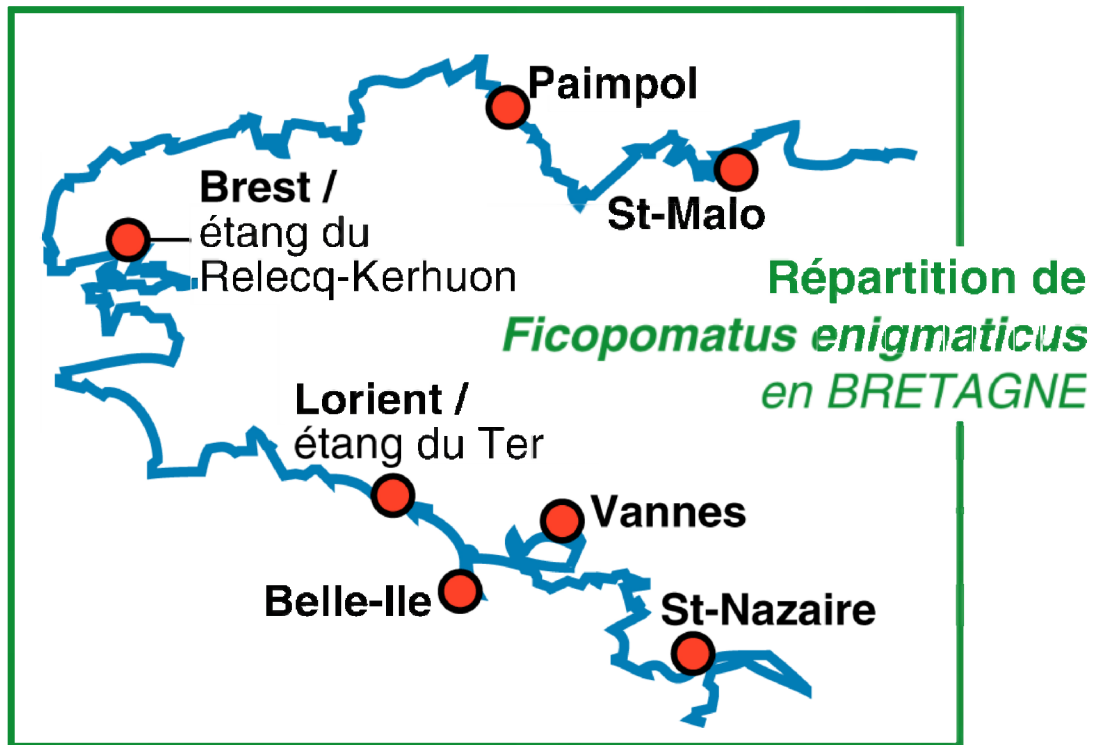 Paimpol
St-Malo
Brest /
étang du
Relecq-Kerhuon
Répartition de
Ficopomatus enigmaticus
en BRETAGNE
Lorient /
étang du Ter
Vannes
Belle-Ile
St-Nazaire